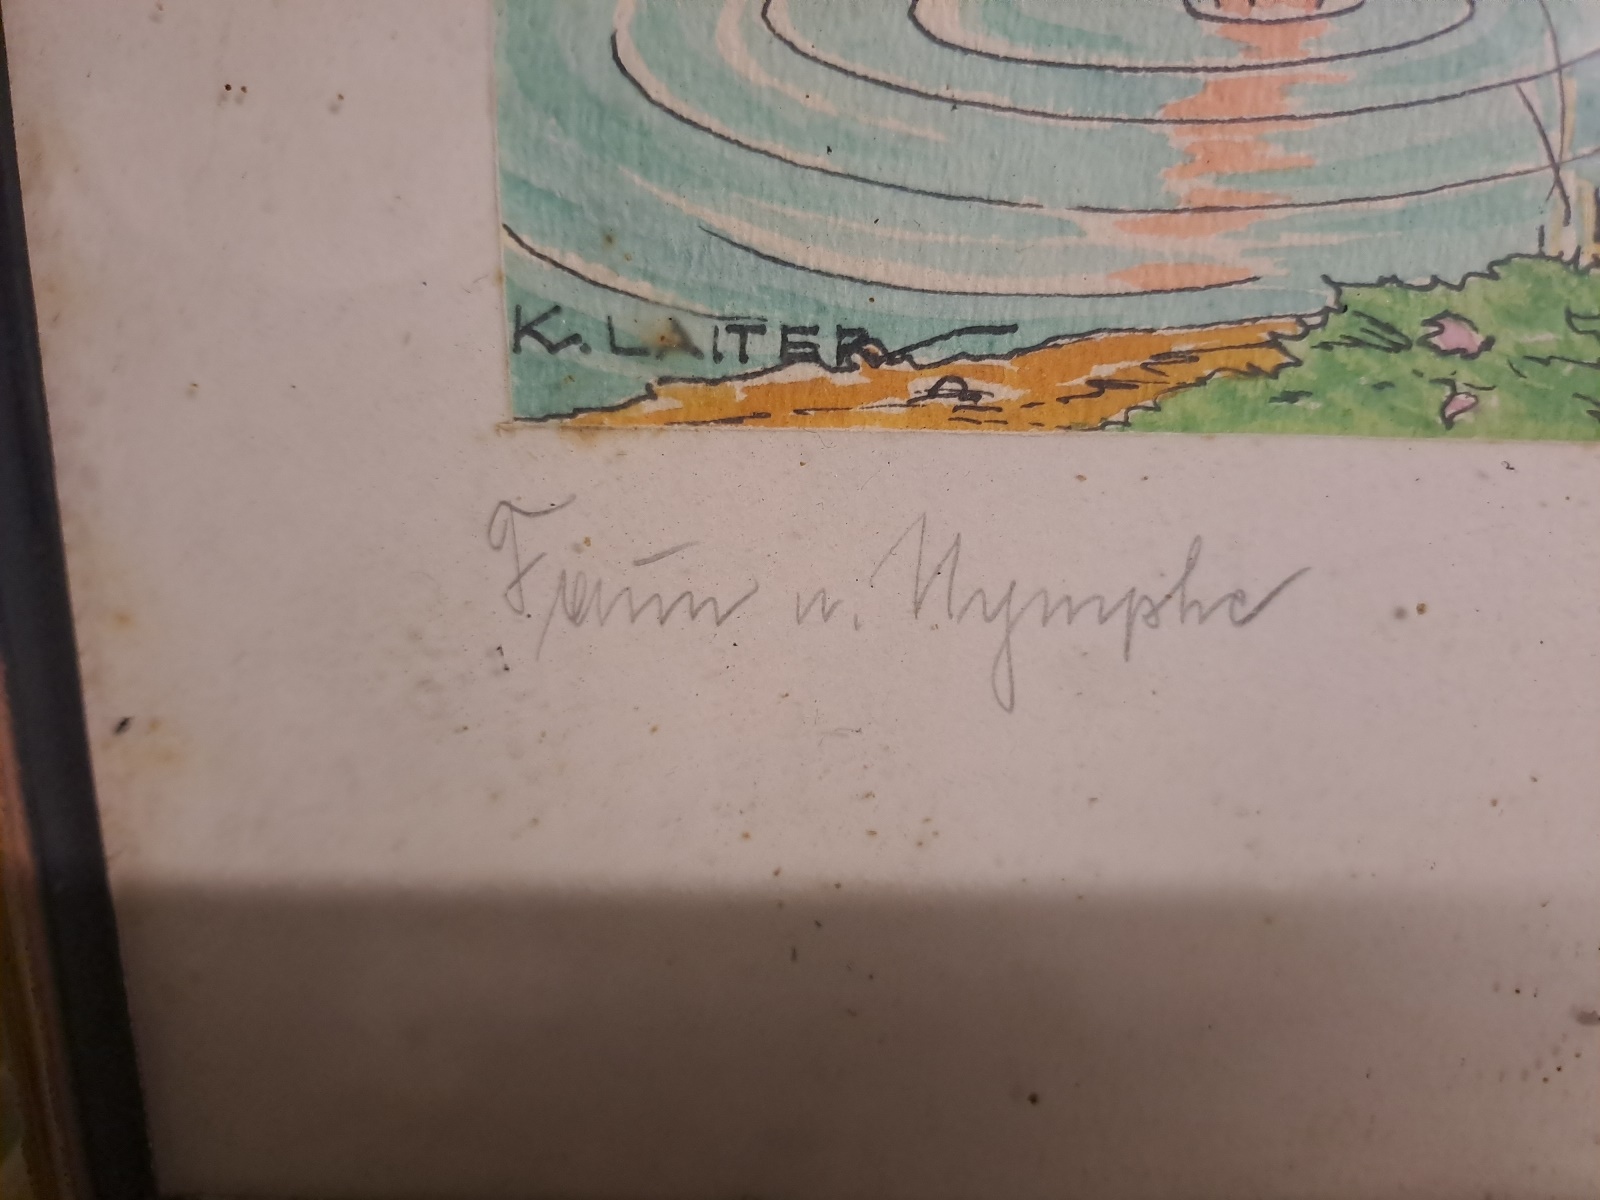 K. LAITER
Faun u. Nymphe